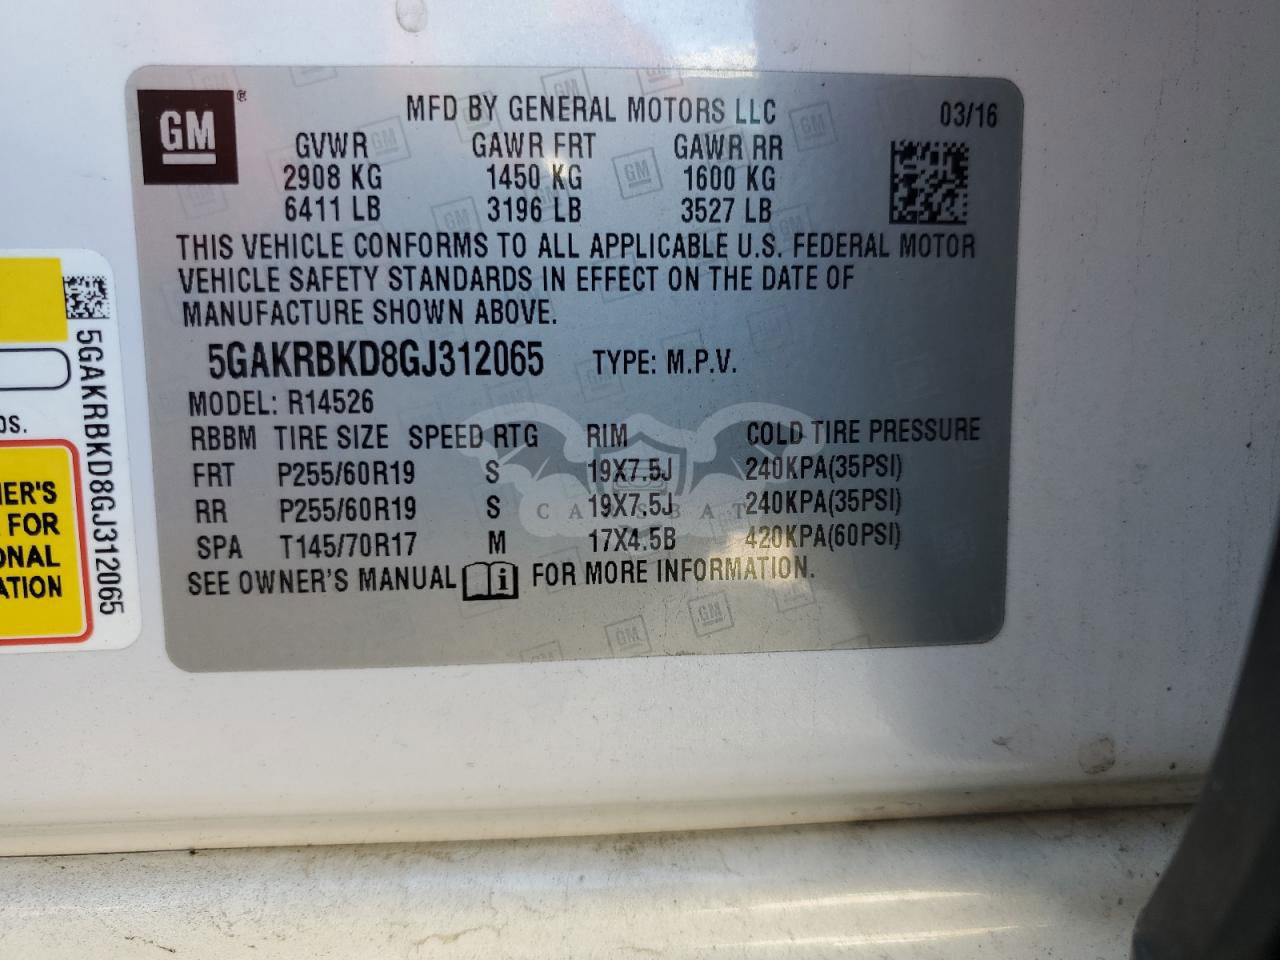 GM
MFD BY GENERAL MOTORS LLC 03/16
GVWR GAWR FRT GAWR RR
2908 KG 1450 KG 1600 KG
6411 LB 3196 LB 3527 LB
THIS VEHICLE CONFORMS TO ALL APPLICABLE U.S. FEDERAL MOTOR
VEHICLE SAFETY STANDARDS IN EFFECT ON THE DATE OF
MANUFACTURE SHOWN ABOVE.
5GAKRBKD8GJ312065 TYPE: M.P.V.
MODEL: R14526
RBBM TIRE SIZE SPEED RTG RIM COLD TIRE PRESSURE
FRT P255/60R19 S 19X7.5J 240KPA(35PSI)
RR P255/60R19 S 19X7.5J 240KPA(35PSI)
CARSBAT
SPA T145/70R17 M 17X4.5B 420KPA(60PSI)
SEE OWNER'S MANUAL i FOR MORE INFORMATION.
5GAKRBKD8GJ312065
FOR